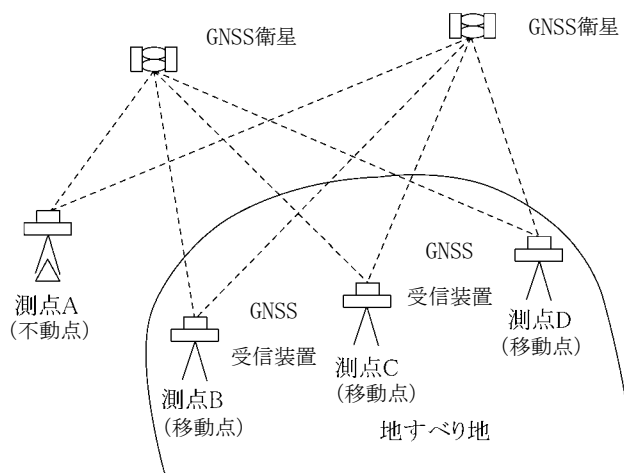 GNSS衛星
GNSS衛星
測点A
(不動点)
GNSS
受信装置
測点B
(移動点)
GNSS
受信装置
測点C
(移動点)
測点D
(移動点)
地すべり地